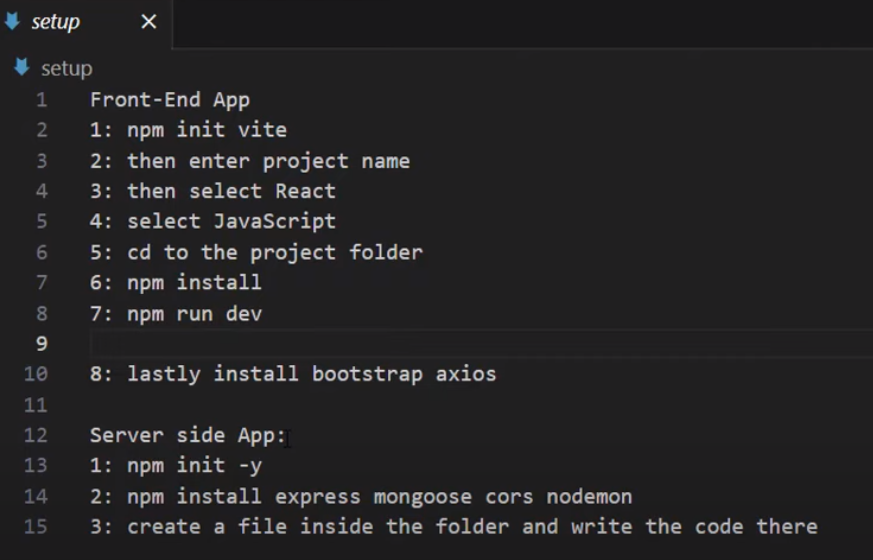 setup
setup
1 Front-End App
2 1: npm init vite
3 2: then enter project name
4 3: then select React
5 4: select JavaScript
6 5: cd to the project folder
7 6: npm install
8 7: npm run dev
9
10 8: lastly install bootstrap axios
11
12 Server side App:
13 1: npm init -y
14 2: npm install express mongoose cors nodemon
15 3: create a file inside the folder and write the code there